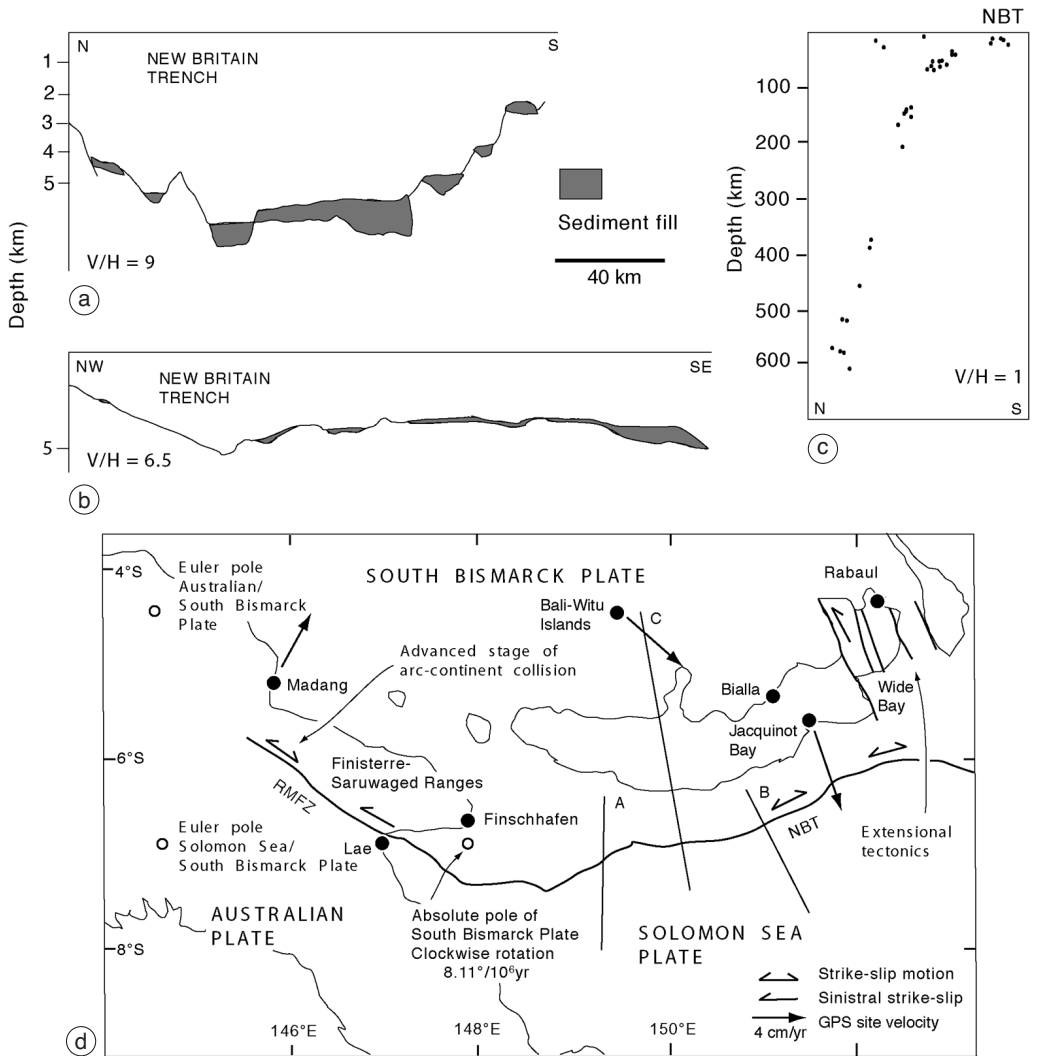 N
S
NEW BRITAIN
TRENCH
1
2
3
4
5
Depth (km)
V/H = 9
a
Sediment fill
40 km
NW
SE
NEW BRITAIN
TRENCH
5
V/H = 6.5
b
NBT
100
200
300
400
500
600
Depth (km)
V/H = 1
N
S
c
4°S
6°S
8°S
Euler pole
Australian/
South Bismarck
Plate
SOUTH BISMARCK PLATE
Rabaul
Bali-Witu
Islands
C
Madang
Advanced stage of
arc-continent collision
Bialla
Wide
Bay
Jacquinot
Bay
Finisterre-
Saruwaged Ranges
RMFZ
A
B
NBT
Finschhafen
Extensional
tectonics
Euler pole
Solomon Sea/
South Bismarck Plate
Lae
AUSTRALIAN
PLATE
Absolute pole of
South Bismarck Plate
Clockwise rotation
8.11°/10⁶yr
SOLOMON SEA
PLATE
Strike-slip motion
Sinistral strike-slip
GPS site velocity
4 cm/yr
146°E
148°E
150°E
d